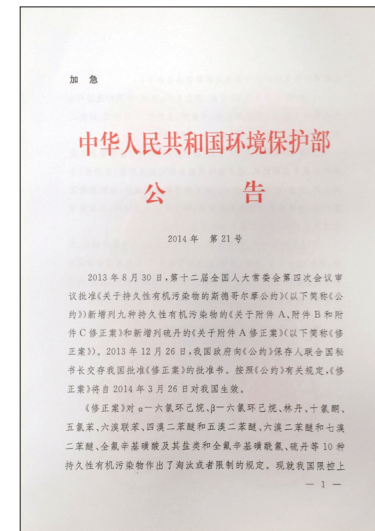 加 急
中华人民共和国环境保护部
公 告
2014年 第21号
2013年8月30日,第十二届全国人大常委会第四次会议审
议批准《关于持久性有机污染物的斯德哥尔摩公约》(以下简称《公
约》)新增列九种持久性有机污染物的《关于附件A、附件B和附
件C修正案》和新增列硫丹的《关于附件A修正案》(以下简称《修
正案》)。2013年12月26日,我国政府向《公约》保存人联合国秘
书长交存我国批准《修正案》的批准书。按照《公约》有关规定,《修
正案》将自2014年3月26日对我国生效。
《修正案》对α-六氯环己烷、β-六氯环己烷、林丹、十氯酮、
五氯苯、六溴联苯、四溴二苯醚和五溴二苯醚、六溴二苯醚和七溴
二苯醚、全氟辛基磺酸及其盐类和全氟辛基磺酰氟、硫丹等10种
持久性有机污染物作出了淘汰或者限制的规定。现就我国限控上
— 1 —